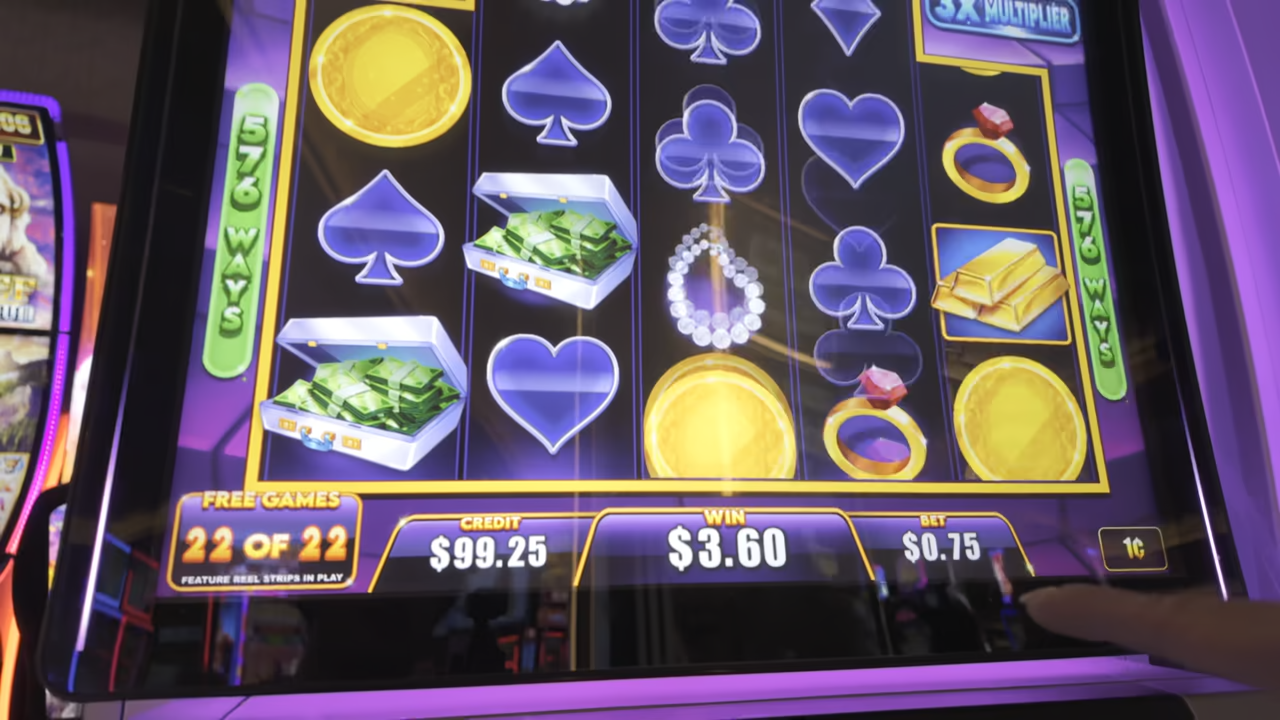 3X MULTIPLIER
576 WAYS
576 WAYS
FREE GAMES
22 OF 22
FEATURE REEL STRIPS IN PLAY
CREDIT
$99.25
WIN
$3.60
BET
$0.75
1¢